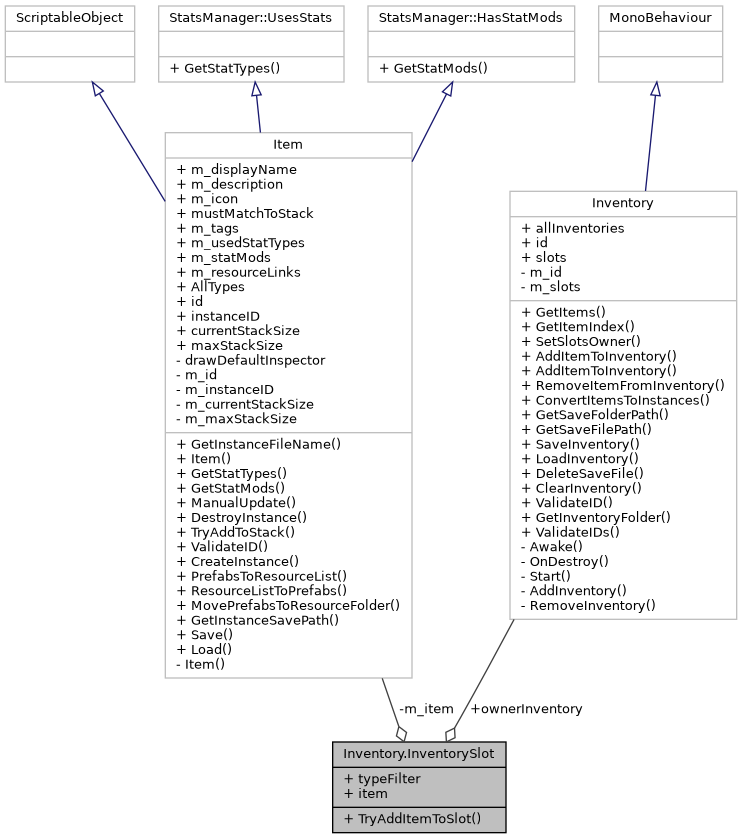 ScriptableObject
StatsManager::UsesStats
+ GetStatTypes()
StatsManager::HasStatMods
+ GetStatMods()
MonoBehaviour
Item
+ m_displayName
+ m_description
+ m_icon
+ mustMatchToStack
+ m_tags
+ m_usedStatTypes
+ m_statMods
+ m_resourceLinks
+ AllTypes
+ id
+ instanceID
+ currentStackSize
+ maxStackSize
- drawDefaultInspector
- m_id
- m_instanceID
- m_currentStackSize
- m_maxStackSize
+ GetInstanceFileName()
+ Item()
+ GetStatTypes()
+ GetStatMods()
+ ManualUpdate()
+ DestroyInstance()
+ TryAddToStack()
+ ValidateID()
+ CreateInstance()
+ PrefabsToResourceList()
+ ResourceListToPrefabs()
+ MovePrefabsToResourceFolder()
+ GetInstanceSavePath()
+ Save()
+ Load()
- Item()
Inventory
+ allInventories
+ id
+ slots
- m_id
- m_slots
+ GetItems()
+ GetItemIndex()
+ SetSlotsOwner()
+ AddItemToInventory()
+ AddItemToInventory()
+ RemoveItemFromInventory()
+ ConvertItemsToInstances()
+ GetSaveFolderPath()
+ GetSaveFilePath()
+ SaveInventory()
+ LoadInventory()
+ DeleteSaveFile()
+ ClearInventory()
+ ValidateID()
+ GetInventoryFolder()
+ ValidateIDs()
- Awake()
- OnDestroy()
- Start()
- AddInventory()
- RemoveInventory()
-m_item
+ownerInventory
Inventory.InventorySlot
+ typeFilter
+ item
+ TryAddItemToSlot()